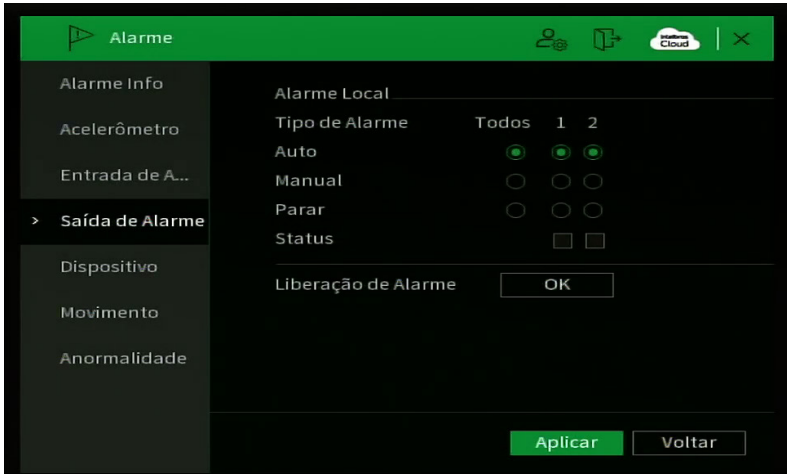 Alarme
intelbras
Cloud
Alarme Info
Acelerômetro
Entrada de A...
Saída de Alarme
Dispositivo
Movimento
Anormalidade
Alarme Local
Tipo de Alarme Todos 1 2
Auto
Manual
Parar
Status
Liberação de Alarme OK
Aplicar Voltar